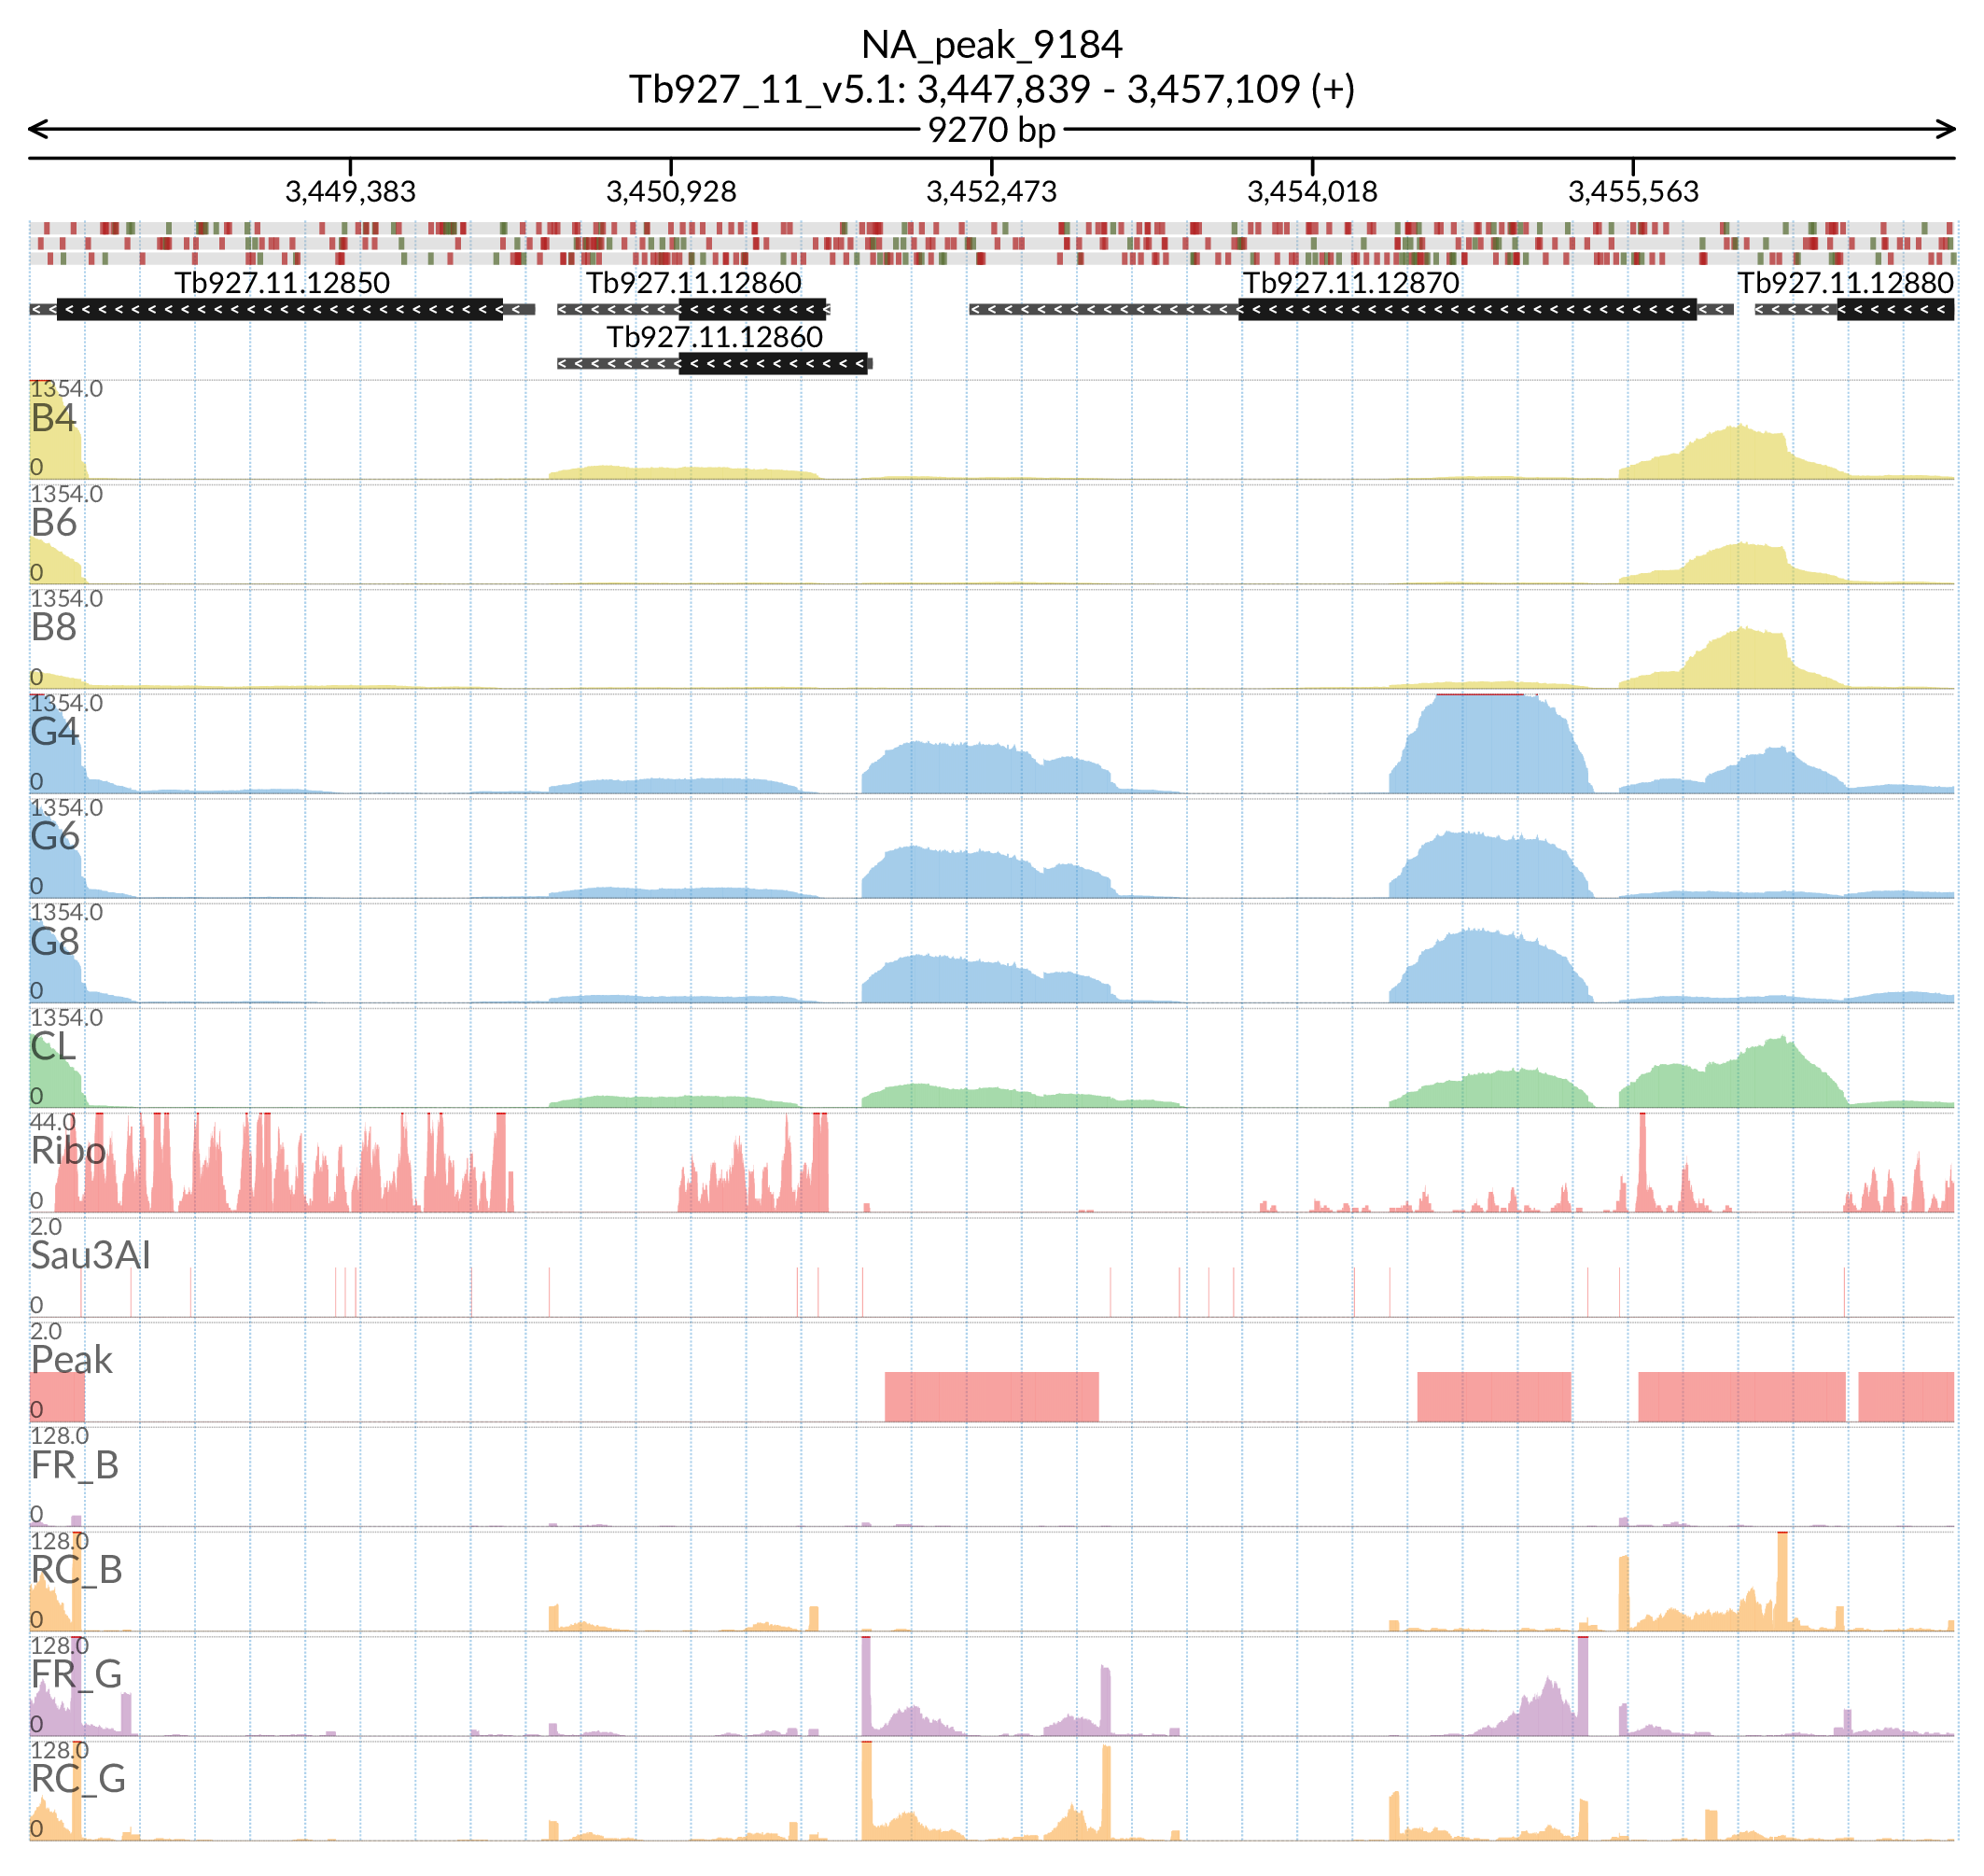 NA_peak_9184
Tb927_11_v5.1: 3,447,839 - 3,457,109 (+)
9270 bp
3,449,383 3,450,928 3,452,473 3,454,018 3,455,563
Tb927.11.12850 Tb927.11.12860 Tb927.11.12870 Tb927.11.12880
Tb927.11.12860
1354.0
B4
0
1354.0
B6
0
1354.0
B8
0
1354.0
G4
0
1354.0
G6
0
1354.0
G8
0
1354.0
CL
0
44.0
Ribo
0
2.0
Sau3AI
0
2.0
Peak
0
128.0
FR_B
0
128.0
RC_B
0
128.0
FR_G
0
128.0
RC_G
0